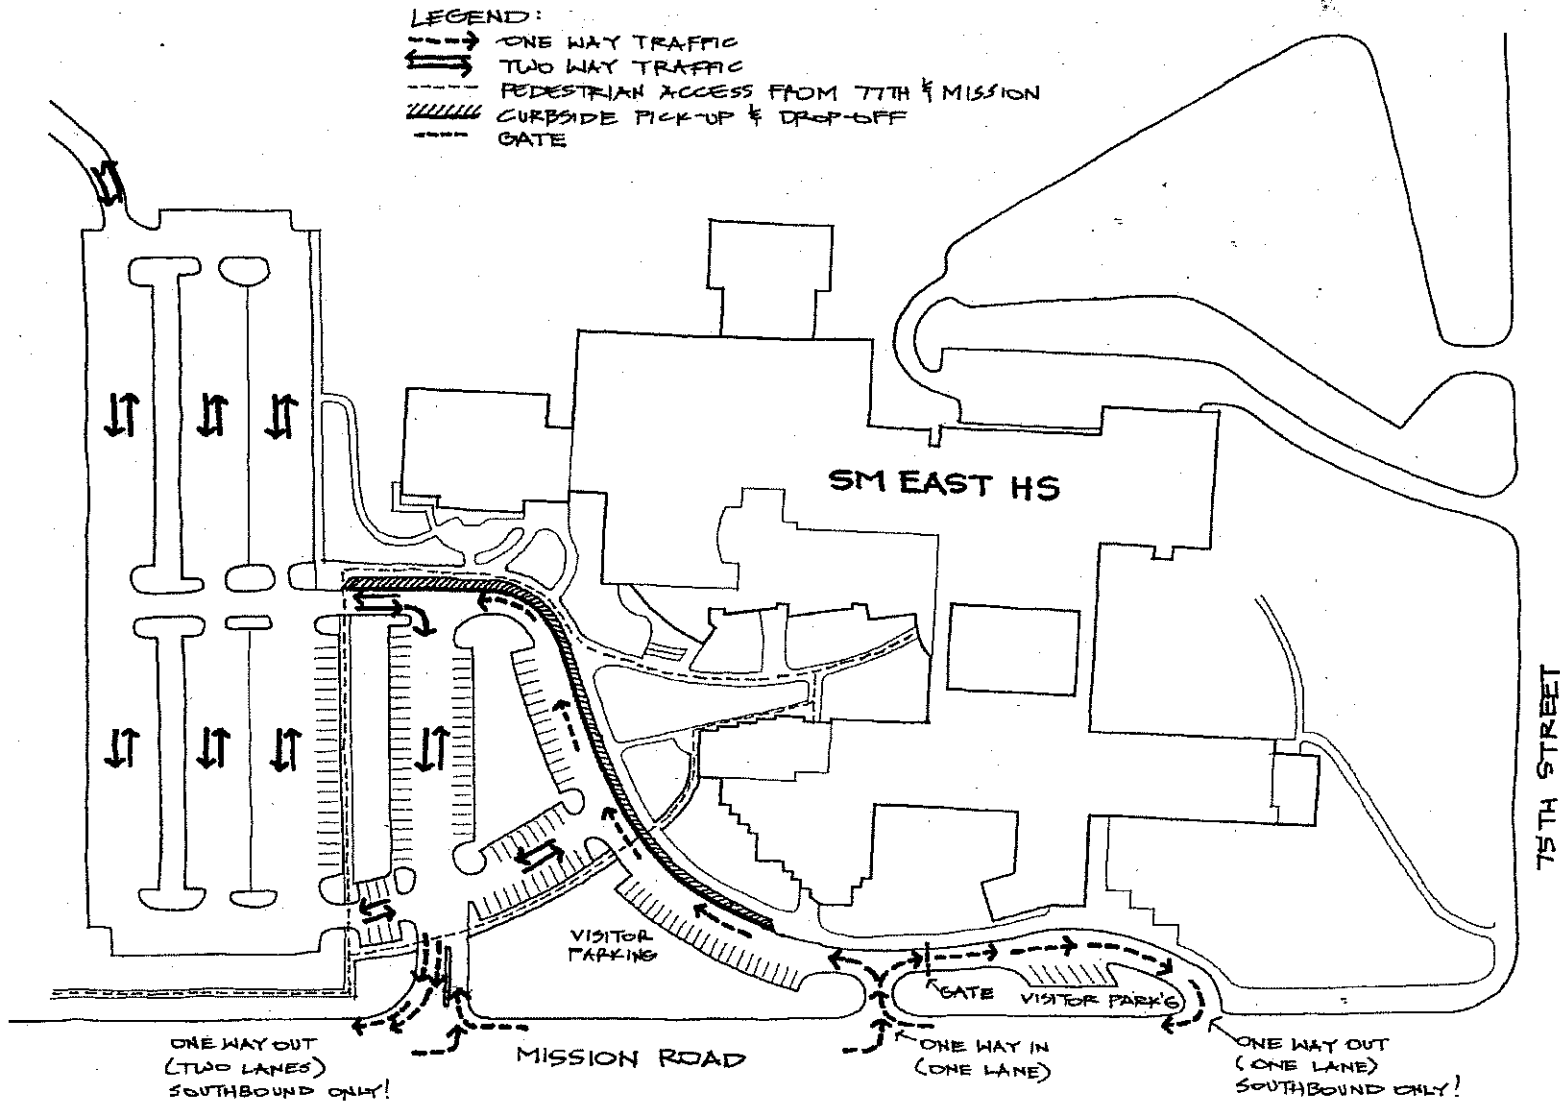 LEGEND:
ONE WAY TRAFFIC
TWO WAY TRAFFIC
PEDESTRIAN ACCESS FROM 77TH & MISSION
CURBSIDE PICK-UP & DROP-OFF
GATE
SM EAST HS
75TH STREET
VISITOR
PARKING
GATE
VISITOR PARK'G
ONE WAY OUT
(TWO LANES)
SOUTHBOUND ONLY!
MISSION ROAD
ONE WAY IN
(ONE LANE)
ONE WAY OUT
(ONE LANE)
SOUTHBOUND ONLY!